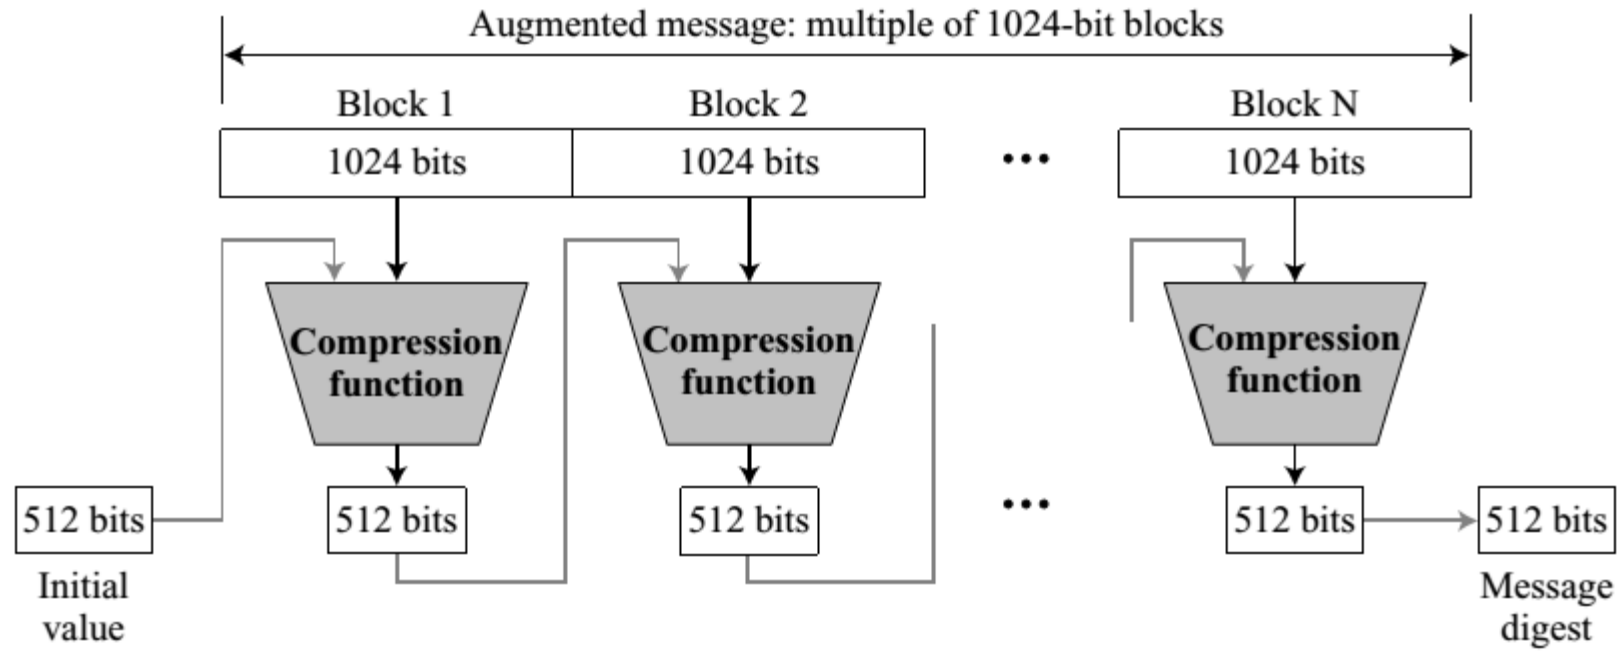 Augmented message: multiple of 1024-bit blocks
Block 1
Block 2
Block N
1024 bits
1024 bits
•••
1024 bits
Compression
function
Compression
function
Compression
function
512 bits
512 bits
512 bits
•••
512 bits
512 bits
Initial
value
Message
digest